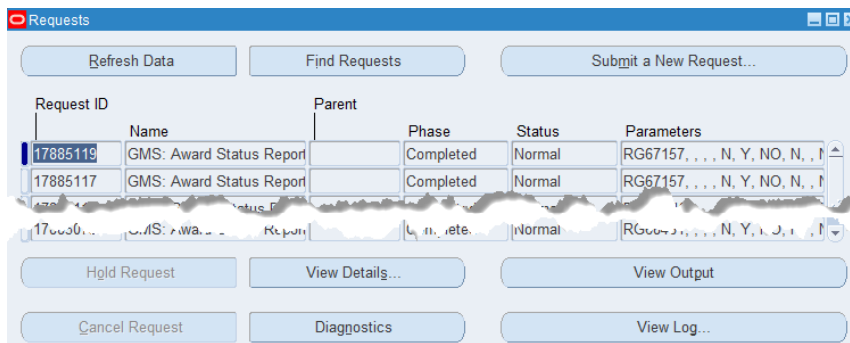 Requests
Refresh Data Find Requests Submit a New Request...
Request ID Parent
Name Phase Status Parameters
17885119 GMS: Award Status Report Completed Normal RG67157, , , , N, Y, NO, N, , N
17885117 GMS: Award Status Report Completed Normal RG67157, , , , N, Y, NO, N, , N
Normal
Hold Request View Details... View Output
Cancel Request Diagnostics View Log...